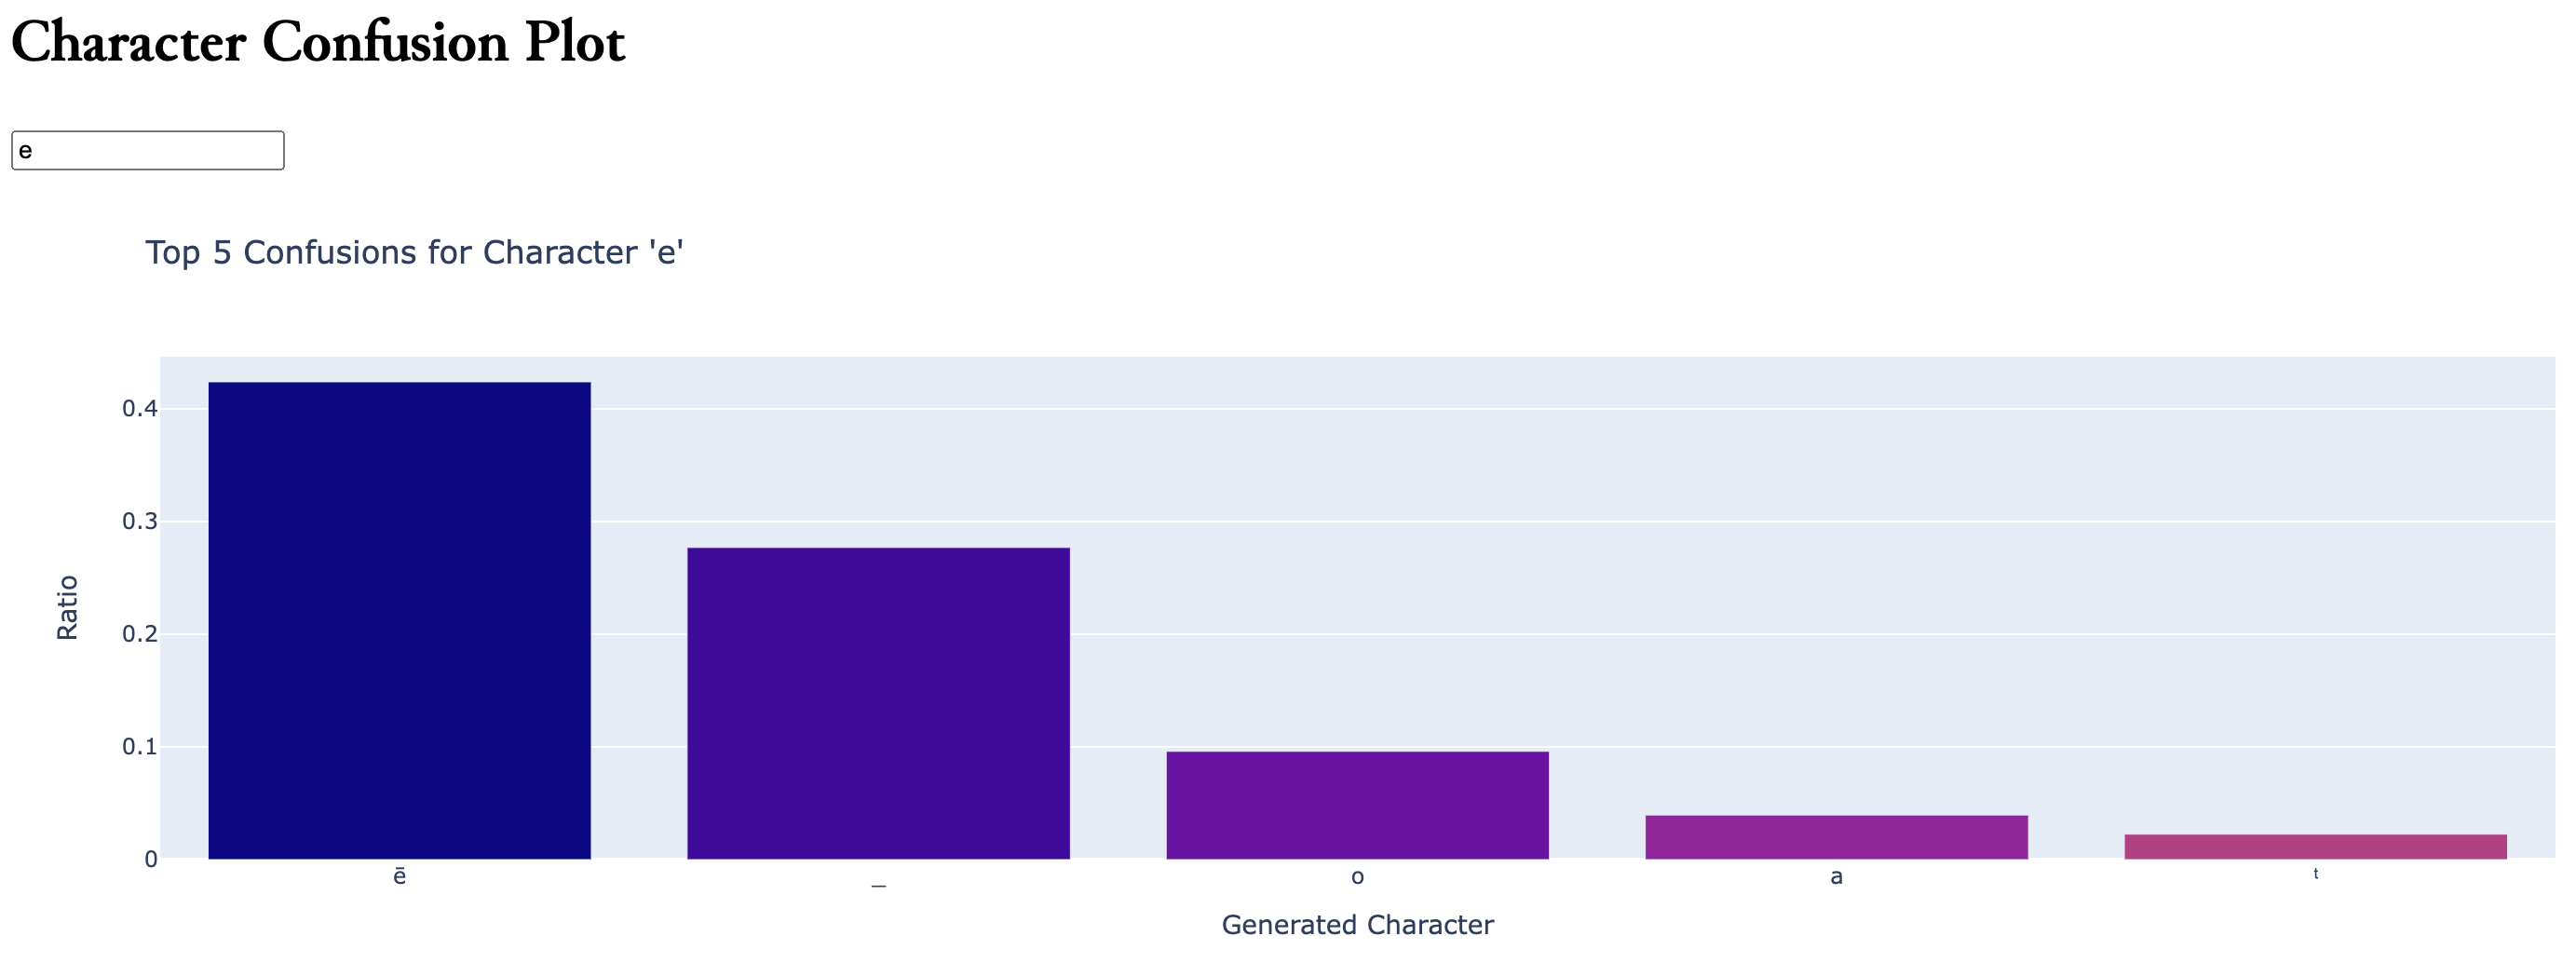 Character Confusion Plot
e
Top 5 Confusions for Character 'e'
0.4
0.3
0.2
0.1
0
Ratio
ē
_
o
a
ᵗ
Generated Character